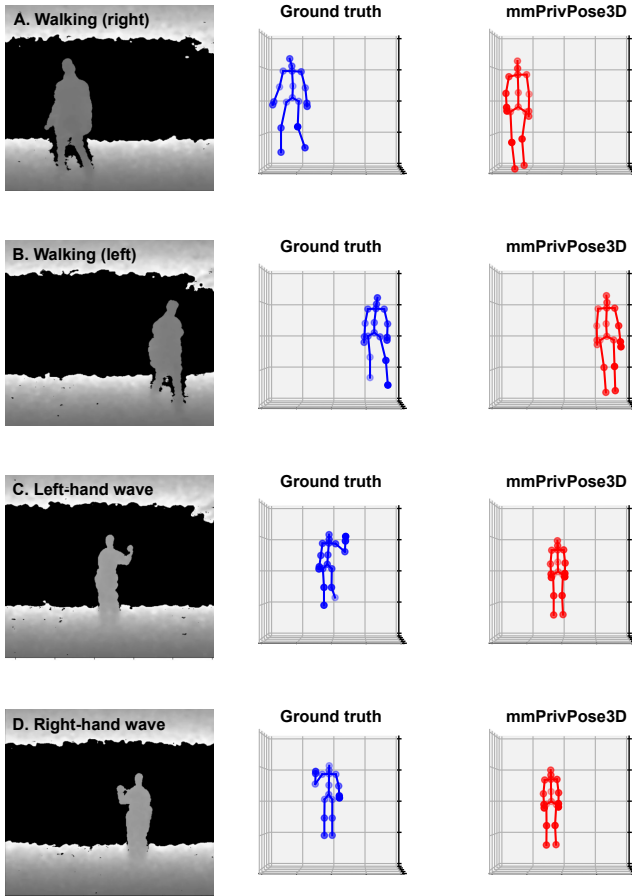 A. Walking (right)
Ground truth
mmPrivPose3D
B. Walking (left)
Ground truth
mmPrivPose3D
C. Left-hand wave
Ground truth
mmPrivPose3D
D. Right-hand wave
Ground truth
mmPrivPose3D